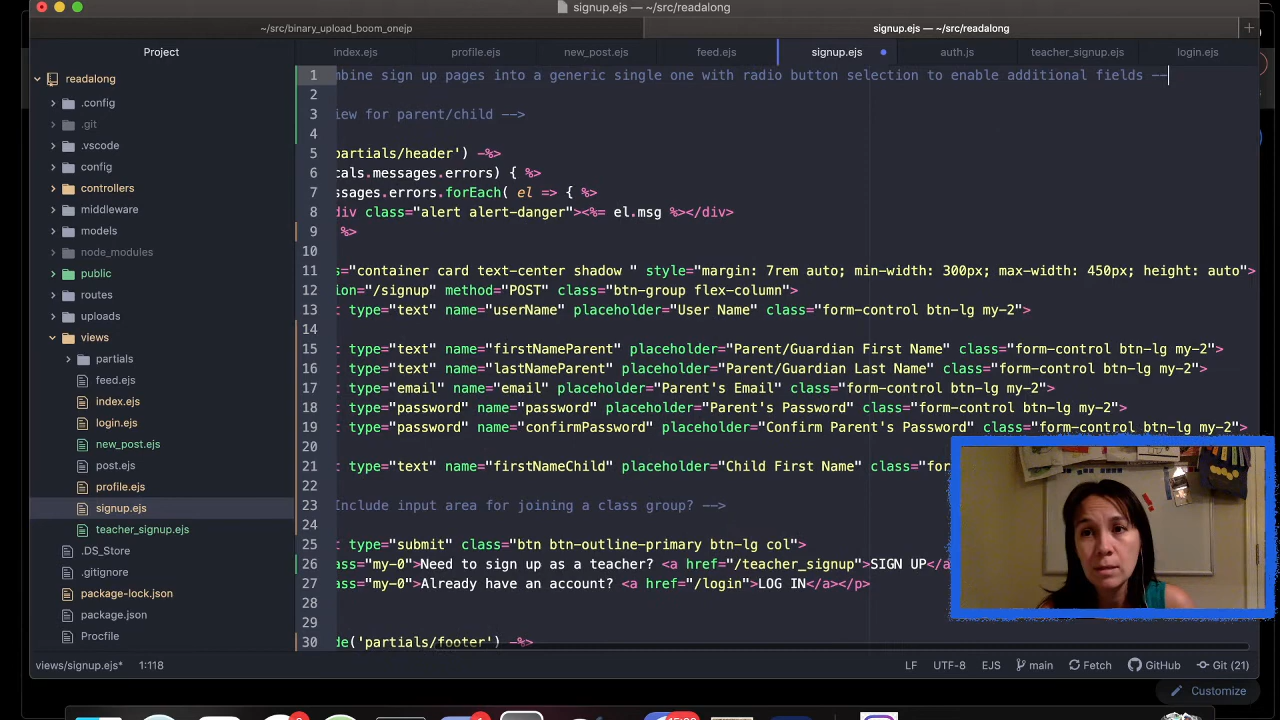 signup.ejs — ~/src/readalong
~/src/binary_upload_boom_onejp
signup.ejs — ~/src/readalong
Project
index.ejs
profile.ejs
new_post.ejs
feed.ejs
signup.ejs
auth.js
teacher_signup.ejs
login.ejs
readalong
.config
.git
.vscode
config
controllers
middleware
models
node_modules
public
routes
uploads
views
partials
feed.ejs
index.ejs
login.ejs
new_post.ejs
post.ejs
profile.ejs
signup.ejs
teacher_signup.ejs
.DS_Store
.gitignore
package-lock.json
package.json
Procfile
1 mbine sign up pages into a generic single one with radio button selection to enable additional fields --
2
3 iew for parent/child -->
4
5 partials/header') -%>
6 cals.messages.errors) { %>
7 ssages.errors.forEach( el => { %>
8 div class="alert alert-danger"><%= el.msg %></div>
9 %>
10
11 s="container card text-center shadow " style="margin: 7rem auto; min-width: 300px; max-width: 450px; height: auto">
12 ion="/signup" method="POST" class="btn-group flex-column">
13 t type="text" name="userName" placeholder="User Name" class="form-control btn-lg my-2">
14
15 t type="text" name="firstNameParent" placeholder="Parent/Guardian First Name" class="form-control btn-lg my-2">
16 t type="text" name="lastNameParent" placeholder="Parent/Guardian Last Name" class="form-control btn-lg my-2">
17 t type="email" name="email" placeholder="Parent's Email" class="form-control btn-lg my-2">
18 t type="password" name="password" placeholder="Parent's Password" class="form-control btn-lg my-2">
19 t type="password" name="confirmPassword" placeholder="Confirm Parent's Password" class="form-control btn-lg my-2">
20
21 t type="text" name="firstNameChild" placeholder="Child First Name" class="for
22
23 Include input area for joining a class group? -->
24
25 t type="submit" class="btn btn-outline-primary btn-lg col">
26 ass="my-0">Need to sign up as a teacher? <a href="/teacher_signup">SIGN UP</a
27 ass="my-0">Already have an account? <a href="/login">LOG IN</a></p>
28
29
30 de('partials/footer') -%>
views/signup.ejs* 1:118
LF UTF-8 EJS main Fetch GitHub Git (21)
Customize